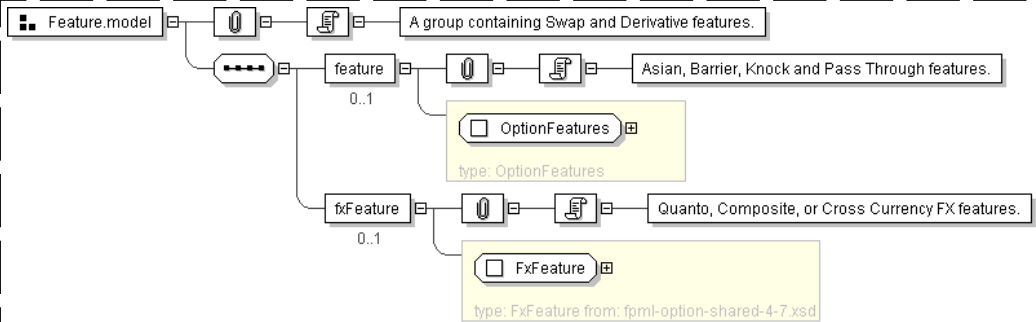 Feature.model
A group containing Swap and Derivative features.
feature
Asian, Barrier, Knock and Pass Through features.
0..1
OptionFeatures
type: OptionFeatures
fxFeature
Quanto, Composite, or Cross Currency FX features.
0..1
FxFeature
type: FxFeature from: fpml-option-shared-4-7.xsd